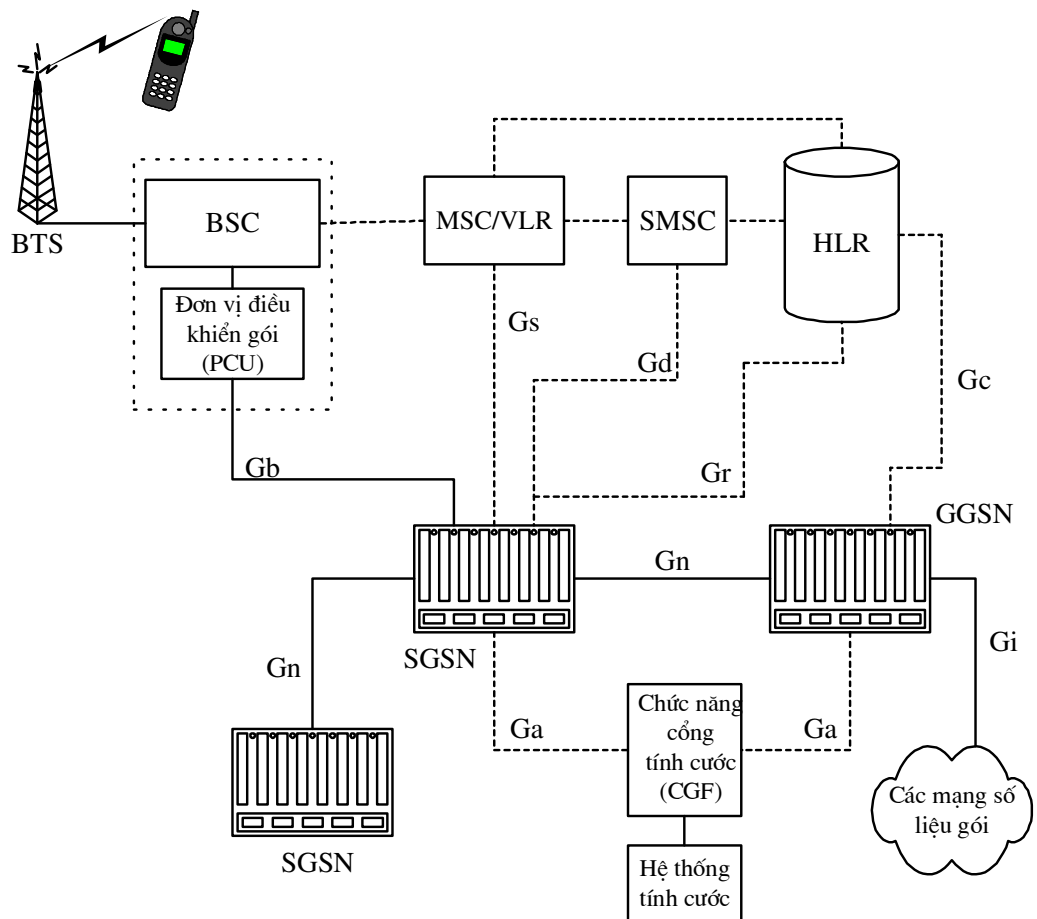 BTS
BSC
MSC/VLR
SMSC
HLR
Đơn vị điều
khiển gói
(PCU)
Gs
Gd
Gc
Gb
Gr
GGSN
Gn
SGSN
Gn
Gi
Ga
Chức năng
cổng
tính cước
(CGF)
Ga
Các mạng số
liệu gói
SGSN
Hệ thống
tính cước